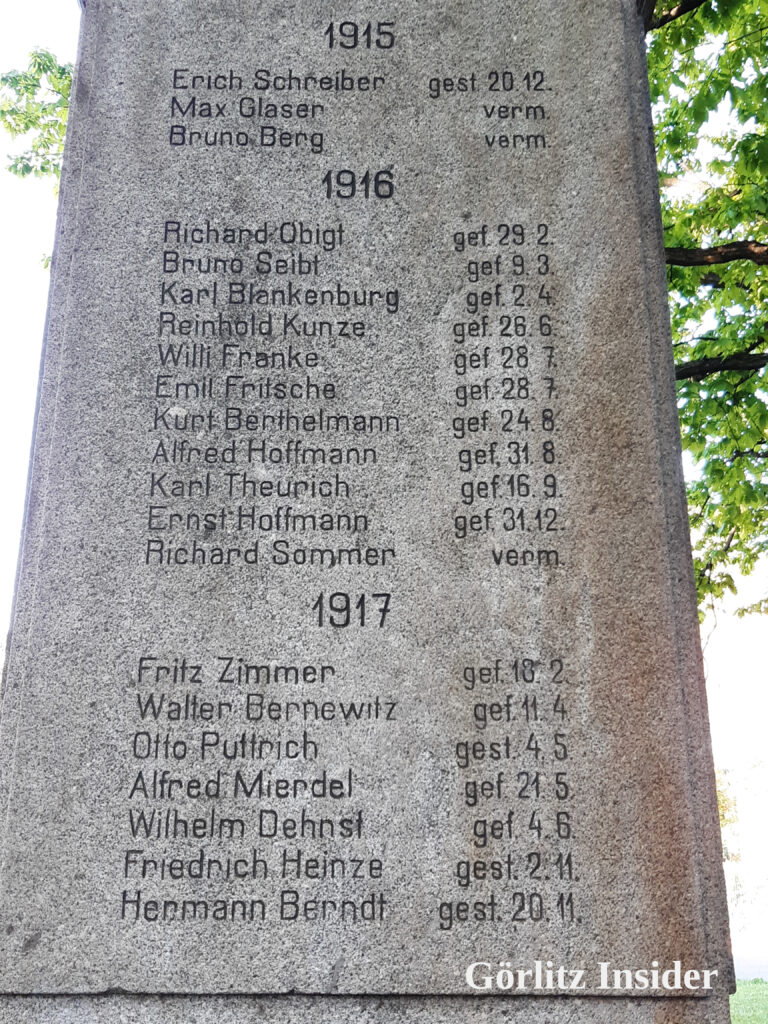 1915
Erich Schreiber gest. 20.12.
Max Glaser verm.
Bruno Berg verm.
1916
Richard Obigt gef. 29. 2.
Bruno Seibt gef. 9. 3.
Karl Blankenburg gef. 2. 4.
Reinhold Kunze gef. 26. 6.
Willi Franke gef. 28. 7.
Emil Fritsche gef. 28. 7.
Kurt Berthelmann gef. 24. 8.
Alfred Hoffmann gef. 31. 8.
Karl Theurich gef. 16. 9.
Ernst Hoffmann gef. 31.12.
Richard Sommer verm.
1917
Fritz Zimmer gef. 18. 2.
Walter Bernewitz gef. 11. 4.
Otto Puttrich gest. 4. 5.
Alfred Mierdel gef. 21. 5.
Wilhelm Dehnst gef. 4. 6.
Friedrich Heinze gest. 2. 11.
Hermann Berndt gest. 20. 11.
Görlitz Insider